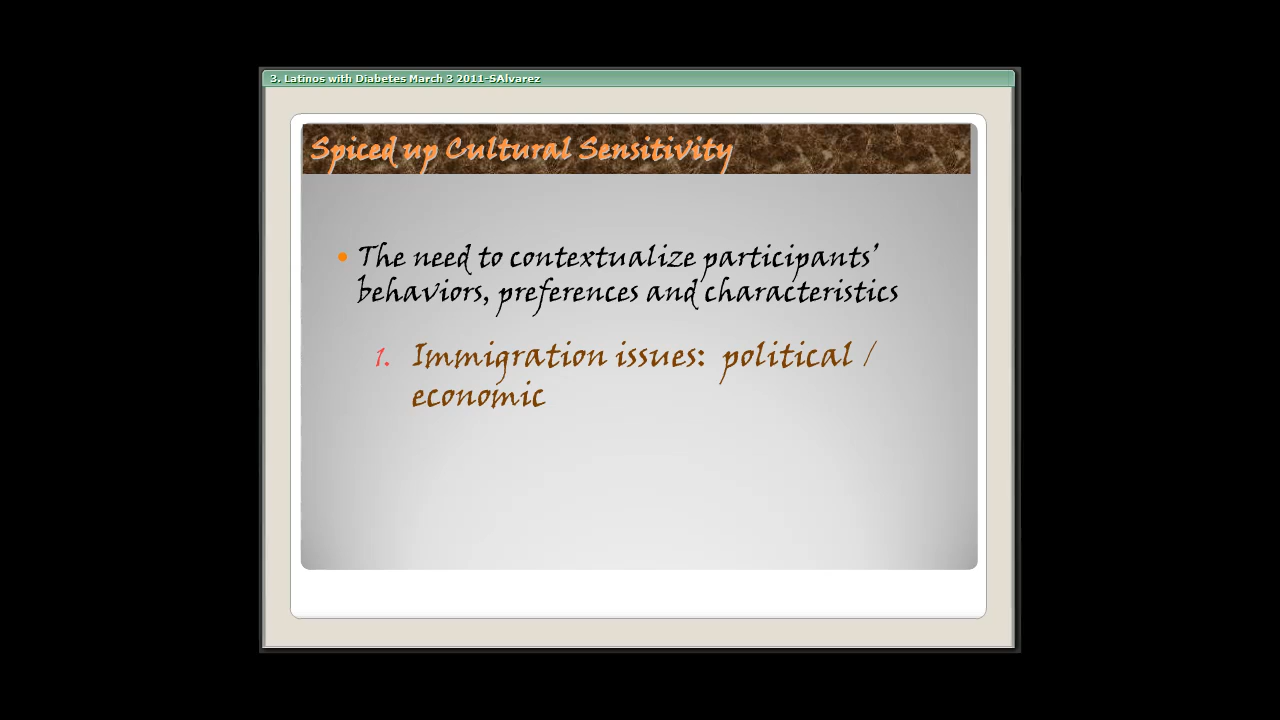 3. Latinos with Diabetes March 3 2011-SAlvarez
Spiced up Cultural Sensitivity
• The need to contextualize participants’
behaviors, preferences and characteristics
1. Immigration issues: political /
economic